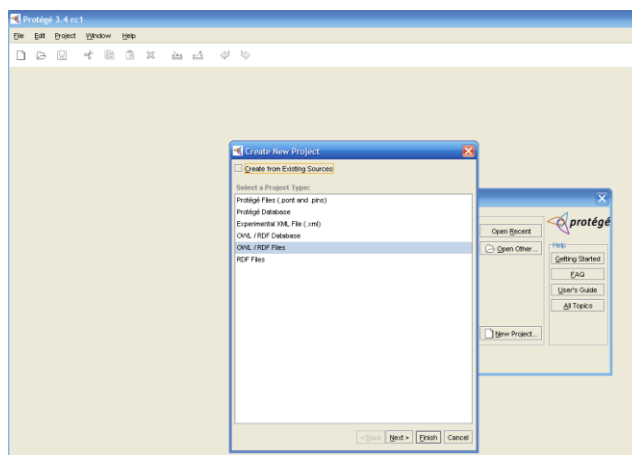 Protégé 3.4 rc1
File Edit Project Window Help
Create New Project
Create from Existing Sources
Select a Project Type:
Protégé Files (.pont and .pins)
Protégé Database
Experimental XML File (.xml)
OWL / RDF Database
OWL / RDF Files
RDF Files
< Back Next > Finish Cancel
protégé
Open Recent
Open Other...
New Project...
Help
Getting Started
FAQ
User's Guide
All Topics